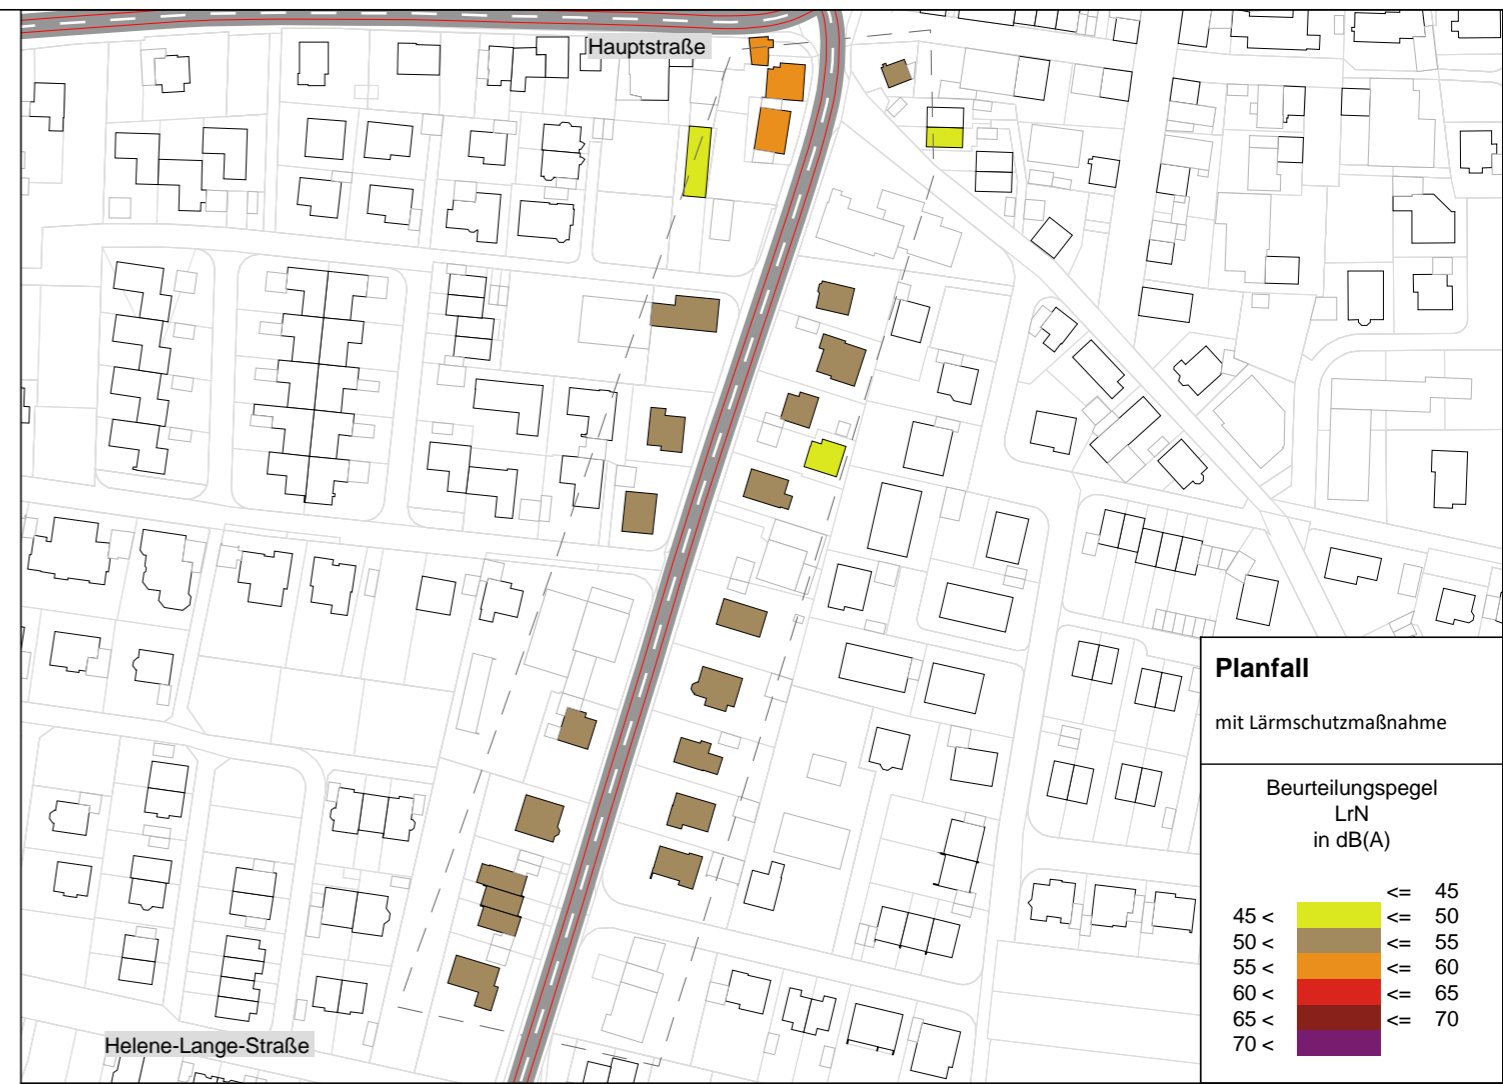 Hauptstraße
Helene-Lange-Straße
Planfall
mit Lärmschutzmaßnahme
Beurteilungspegel
LrN
in dB(A)
<= 45
45 < <= 50
50 < <= 55
55 < <= 60
60 < <= 65
65 < <= 70
70 <